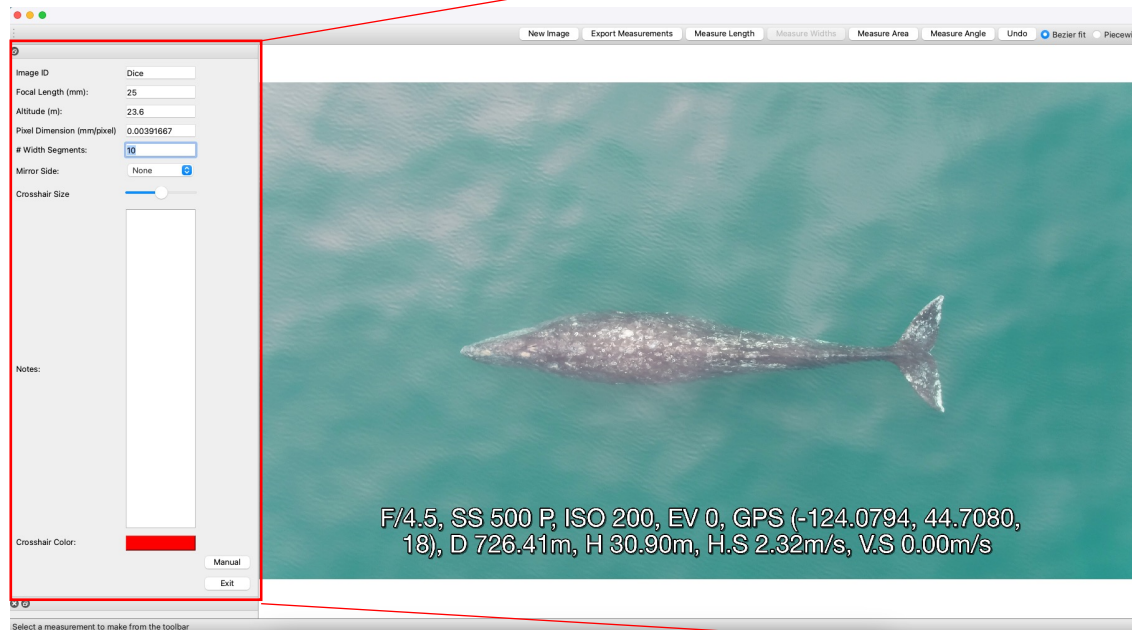 New Image Export Measurements Measure Length Measure Widths Measure Area Measure Angle Undo Bezier fit
Image ID Dice
Focal Length (mm): 25
Altitude (m): 23.6
Pixel Dimension (mm/pixel) 0.00391667
# Width Segments: 10
Mirror Side: None
Crosshair Size
Notes:
Crosshair Color:
Manual
Exit
Select a measurement to make from the toolbar
F/4.5, SS 500 P, ISO 200, EV 0, GPS (-124.0794, 44.7080,
18), D 726.41m, H 30.90m, H.S 2.32m/s, V.S 0.00m/s